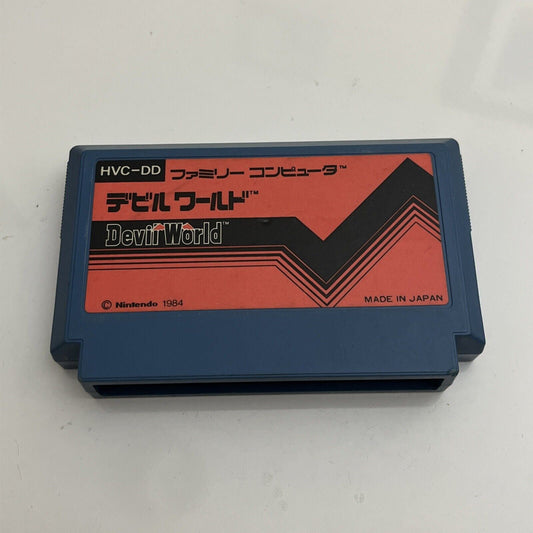 HVC-DD ファミリー コンピュータ™
デビル ワールド™
Devil World™
© Nintendo 1984
MADE IN JAPAN